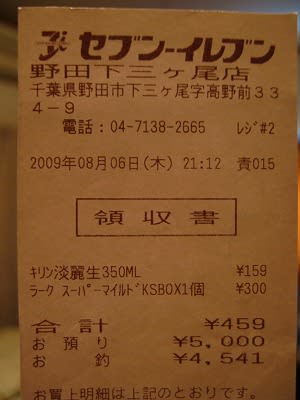 セブン-イレブン
野田下三ヶ尾店
千葉県野田市下三ヶ尾字高野前33
4-9
電話:04-7138-2665 レジ#2
2009年08月06日(木) 21:12 責015
領収書
キリン淡麗生350ML ¥159
ラーク スーパーマイルドKSBOX1個 ¥300
合計 ¥459
お預り ¥5,000
お釣 ¥4,541
お買上明細は上記のとおりです。